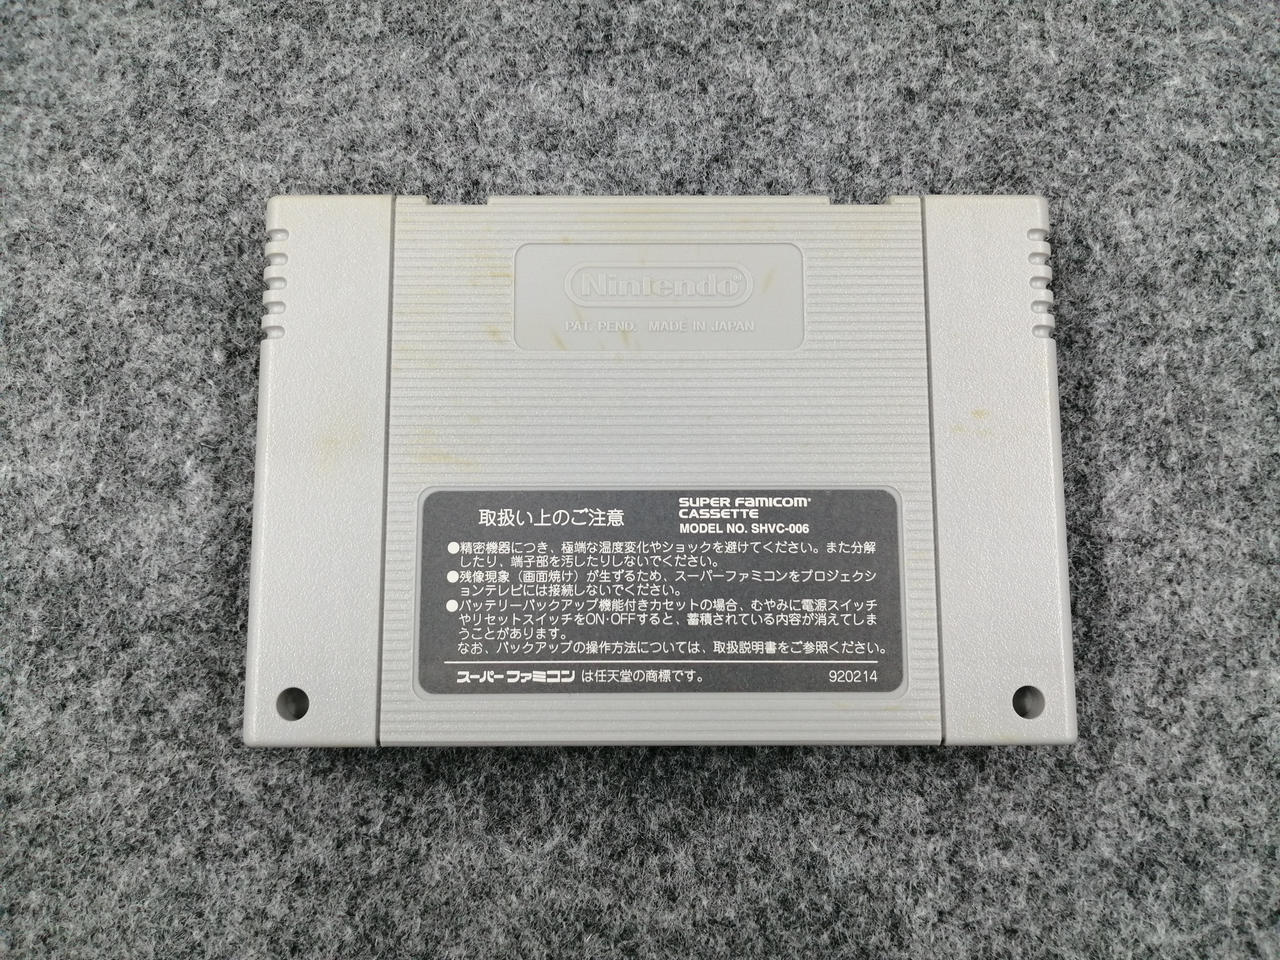 Nintendo®
PAT. PEND. MADE IN JAPAN
取扱い上のご注意
SUPER FAMICOM
CASSETTE
MODEL NO. SHVC-006
●精密機器につき、極端な温度変化やショックを避けてください。また分解
したり、端子部を汚したりしないでください。
●残像現象（画面焼け）が生ずるため、スーパーファミコンをプロジェクシ
ョンテレビには接続しないでください。
●バッテリーバックアップ機能付きカセットの場合、むやみに電源スイッチ
やリセットスイッチをON・OFFすると、蓄積されている内容が消えてしま
うことがあります。
なお、バックアップの操作方法については、取扱説明書をご参照ください。
スーパーファミコンは任天堂の商標です。
920214